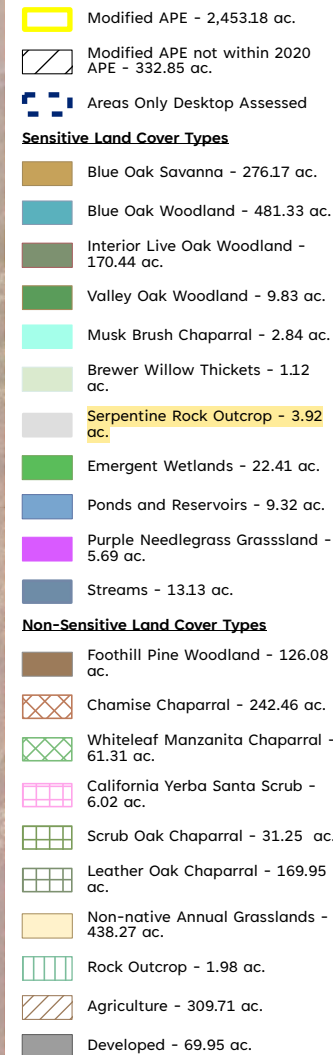 Modified APE - 2,453.18 ac.
Modified APE not within 2020
APE - 332.85 ac.
Areas Only Desktop Assessed
Sensitive Land Cover Types
Blue Oak Savanna - 276.17 ac.
Blue Oak Woodland - 481.33 ac.
Interior Live Oak Woodland -
170.44 ac.
Valley Oak Woodland - 9.83 ac.
Musk Brush Chaparral - 2.84 ac.
Brewer Willow Thickets - 1.12
ac.
Serpentine Rock Outcrop - 3.92
ac.
Emergent Wetlands - 22.41 ac.
Ponds and Reservoirs - 9.32 ac.
Purple Needlegrass Grasssland -
5.69 ac.
Streams - 13.13 ac.
Non-Sensitive Land Cover Types
Foothill Pine Woodland - 126.08
ac.
Chamise Chaparral - 242.46 ac.
Whiteleaf Manzanita Chaparral -
61.31 ac.
California Yerba Santa Scrub -
6.02 ac.
Scrub Oak Chaparral - 31.25 ac.
Leather Oak Chaparral - 169.95
ac.
Non-native Annual Grasslands -
438.27 ac.
Rock Outcrop - 1.98 ac.
Agriculture - 309.71 ac.
Developed - 69.95 ac.